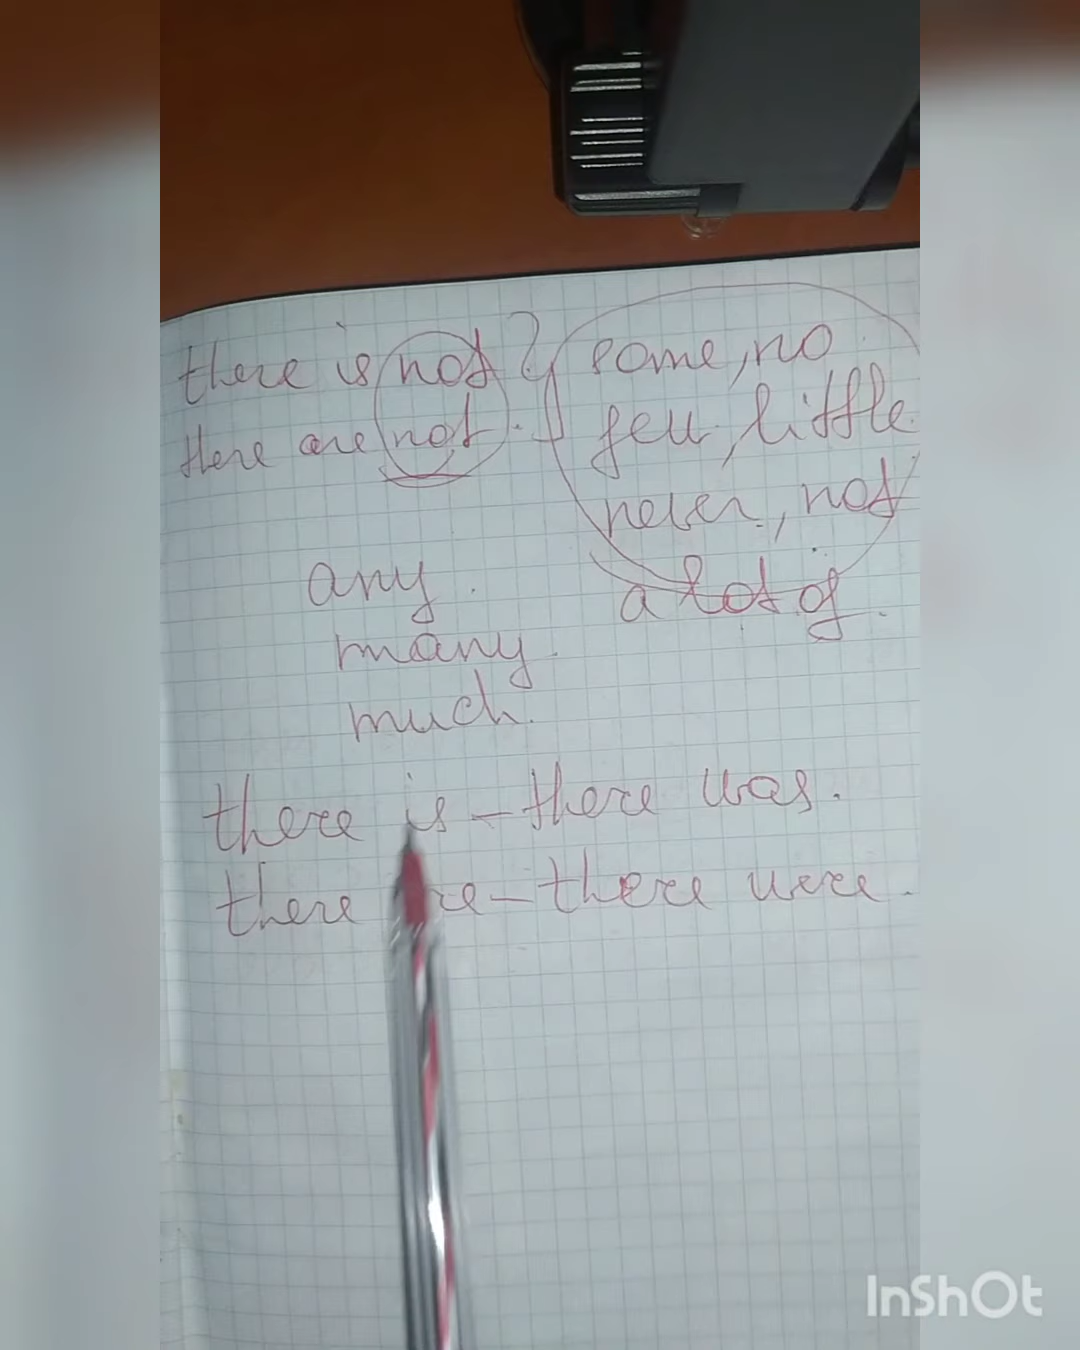 there is not? some, no
there are not. few, little
never, not
any. a lot of.
many.
much.
there is – there was.
there are – there were.
InShOt